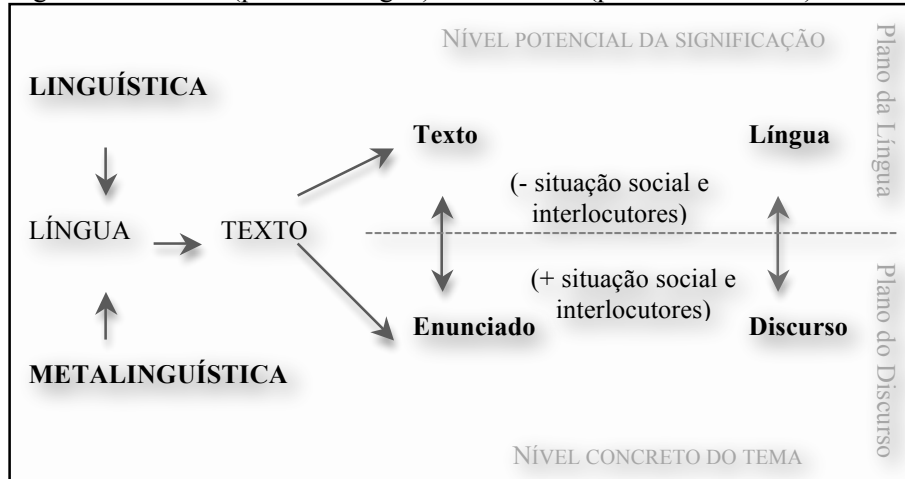 NÍVEL POTENCIAL DA SIGNIFICAÇÃO
Plano da Língua
LINGUÍSTICA
Texto
Língua
(- situação social e
interlocutores)
LÍNGUA
TEXTO
(+ situação social e
interlocutores)
Enunciado
Discurso
METALINGUÍSTICA
Plano do Discurso
NÍVEL CONCRETO DO TEMA